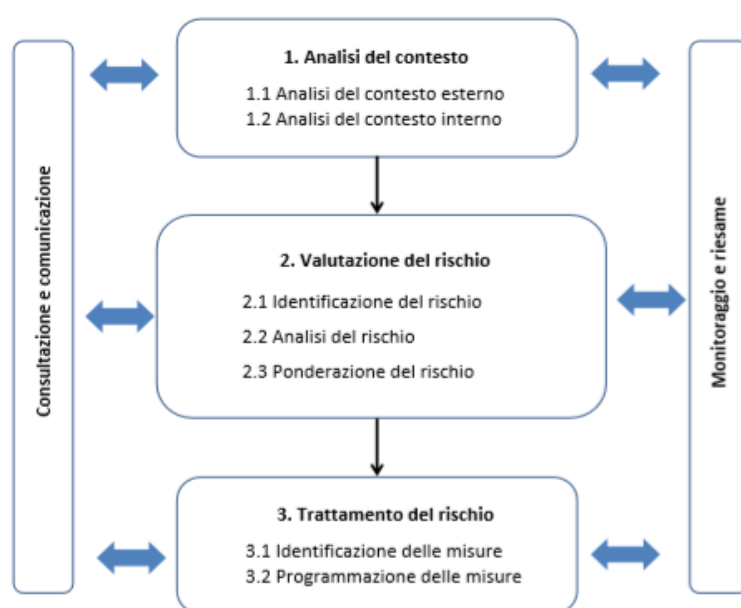 Consultazione e comunicazione
1. Analisi del contesto
1.1 Analisi del contesto esterno
1.2 Analisi del contesto interno
2. Valutazione del rischio
2.1 Identificazione del rischio
2.2 Analisi del rischio
2.3 Ponderazione del rischio
3. Trattamento del rischio
3.1 Identificazione delle misure
3.2 Programmazione delle misure
Monitoraggio e riesame